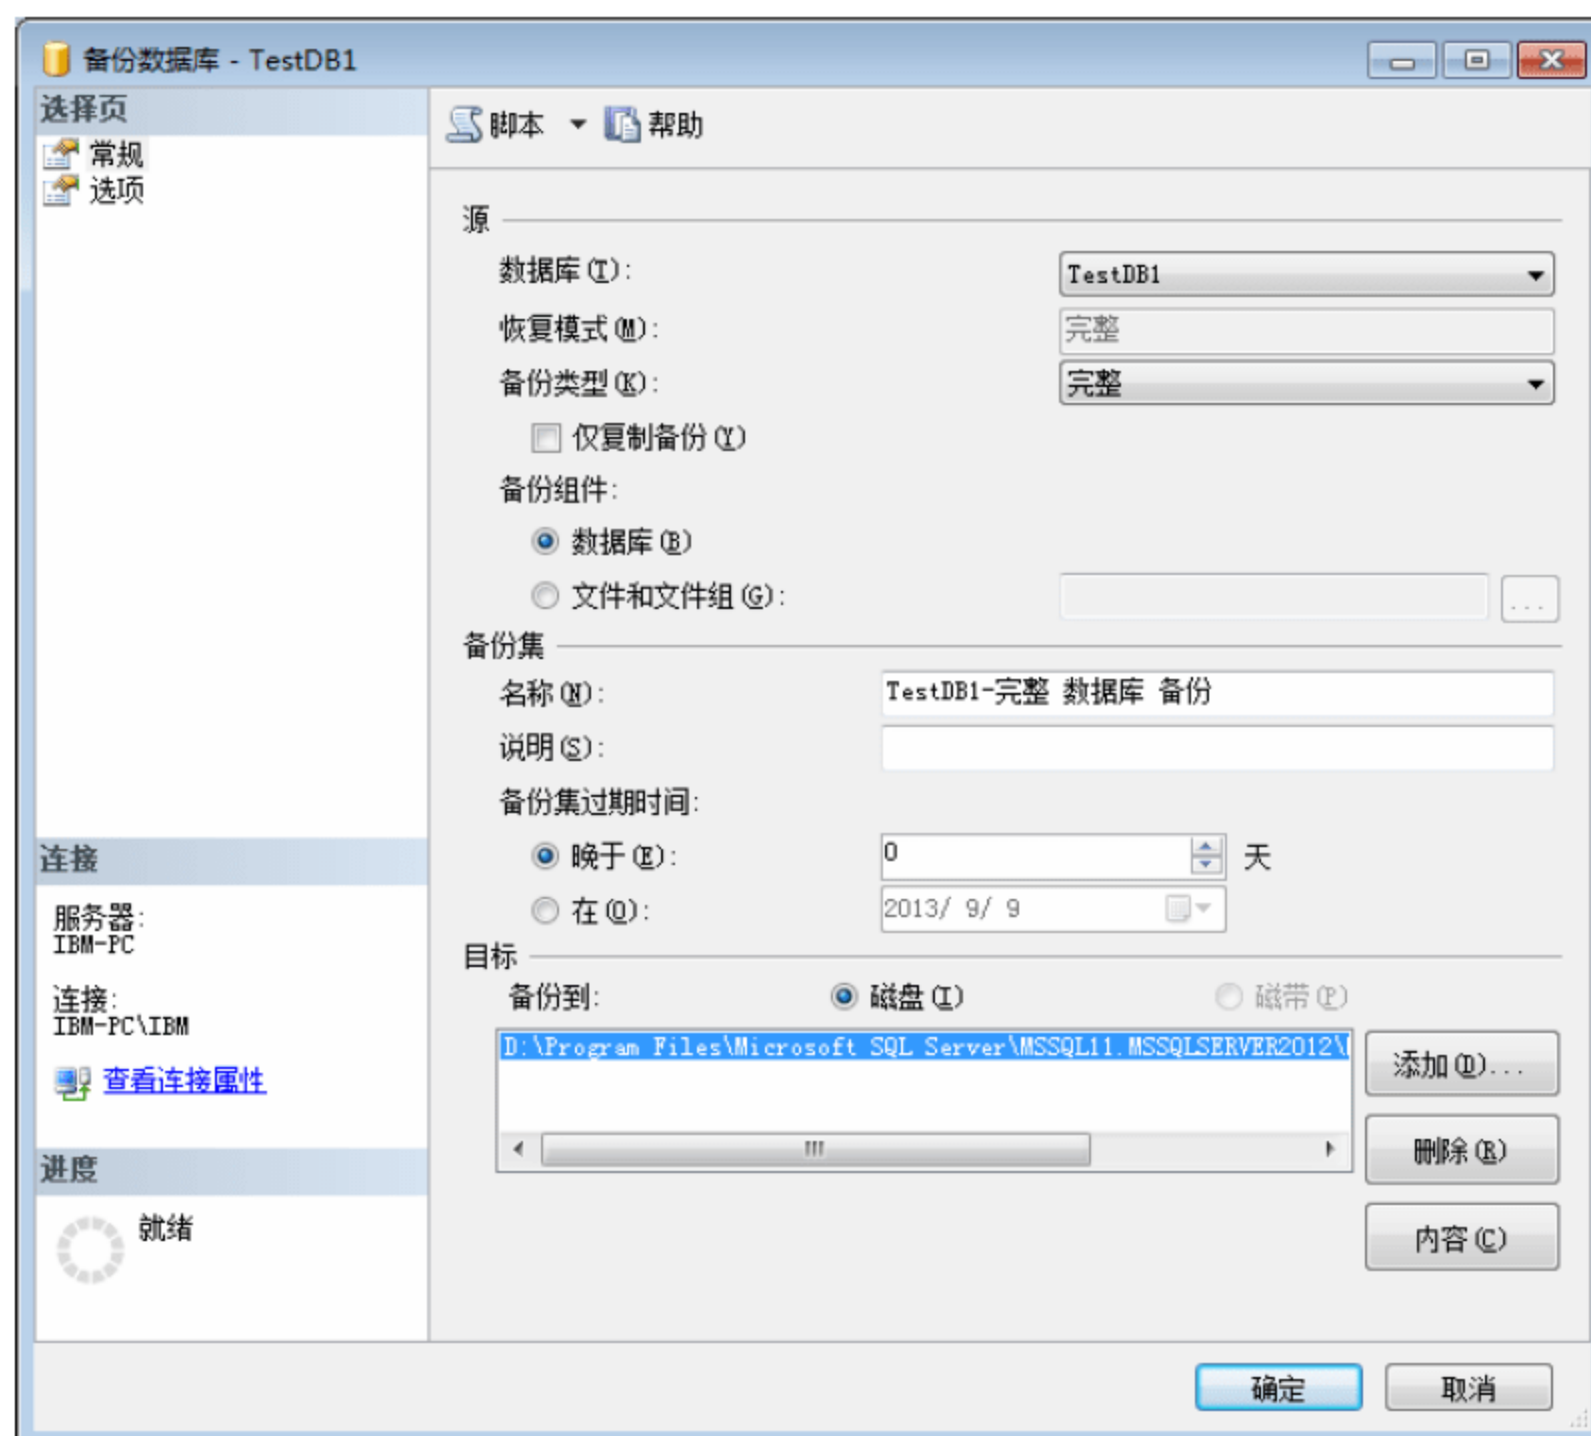 备份数据库 - TestDB1
选择页
常规
选项
脚本 帮助
源
数据库(T): TestDB1
恢复模式(M): 完整
备份类型(K): 完整
仅复制备份(Y)
备份组件:
数据库(B)
文件和文件组(G): ...
备份集
名称(N): TestDB1-完整 数据库 备份
说明(S):
备份集过期时间:
晚于(E): 0 天
在(O): 2013/ 9/ 9
目标
备份到: 磁盘(I) 磁带(P)
D:\Program Files\Microsoft SQL Server\MSSQL11.MSSQLSERVER2012\
添加(D)...
删除(R)
内容(C)
连接
服务器:
IBM-PC
连接:
IBM-PC\IBM
查看连接属性
进度
就绪
确定 取消